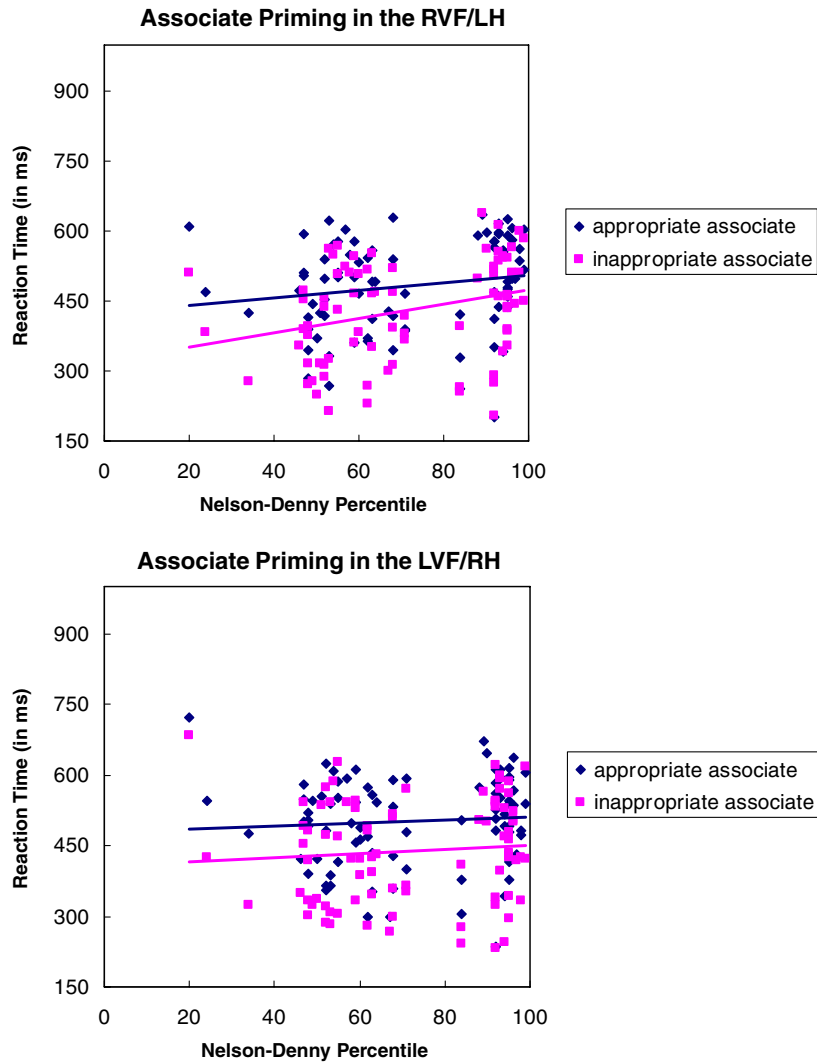 Associate Priming in the RVF/LH
900
750
600
450
300
150
0
20
40
60
80
100
Reaction Time (in ms)
Nelson-Denny Percentile
appropriate associate
inappropriate associate
Associate Priming in the LVF/RH
900
750
600
450
300
150
0
20
40
60
80
100
Reaction Time (in ms)
Nelson-Denny Percentile
appropriate associate
inappropriate associate